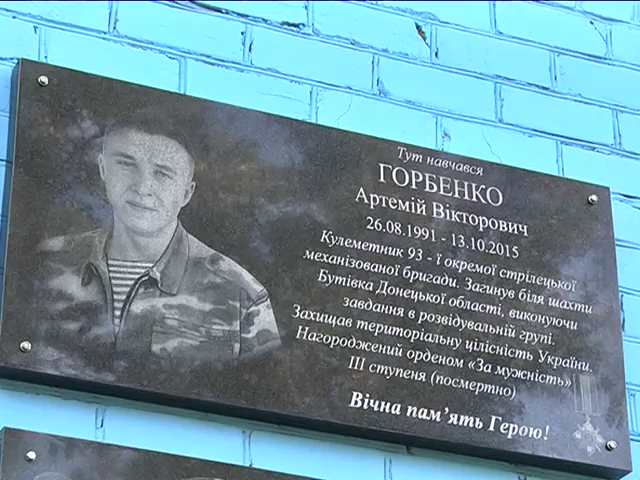 Тут навчався
ГОРБЕНКО
Артемій Вікторович
26.08.1991 - 13.10.2015
Кулеметник 93 - ї окремої стрілецької
механізованої бригади. Загинув біля шахти
Бутівка Донецької області, виконуючи
завдання в розвідувальній групі.
Захищав територіальну цілісність України.
Нагороджений орденом «За мужність»
III ступеня (посмертно)
Вічна пам’ять Герою!